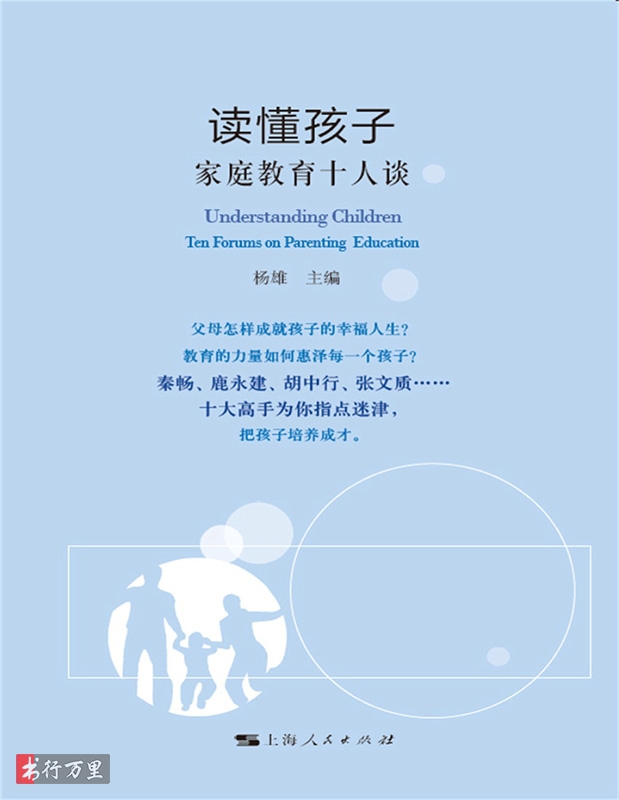 读懂孩子
家庭教育十人谈
Understanding Children
Ten Forums on Parenting Education
杨雄 主编
父母怎样成就孩子的幸福人生？
教育的力量如何惠泽每一个孩子？
秦畅、鹿永建、胡中行、张文质……
十大高手为你指点迷津，
把孩子培养成才。
上海人民出版社
书行万里